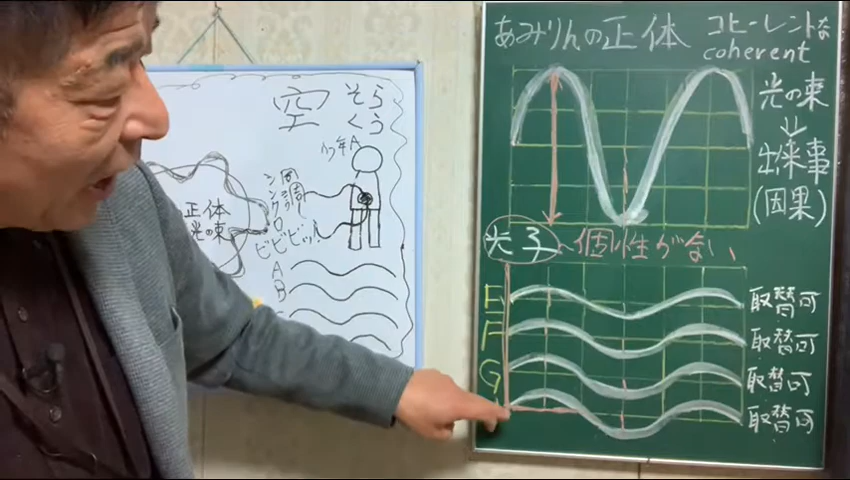 空 そら
くう
少年A
周
シンクロ
ビビビッ
正体
光の束
A
B
あみりんの正体
コヒーレントな
coherent
光の束
出来事
(因果)
光子
個性がない
E 取替可
F 取替可
G 取替可
取替可